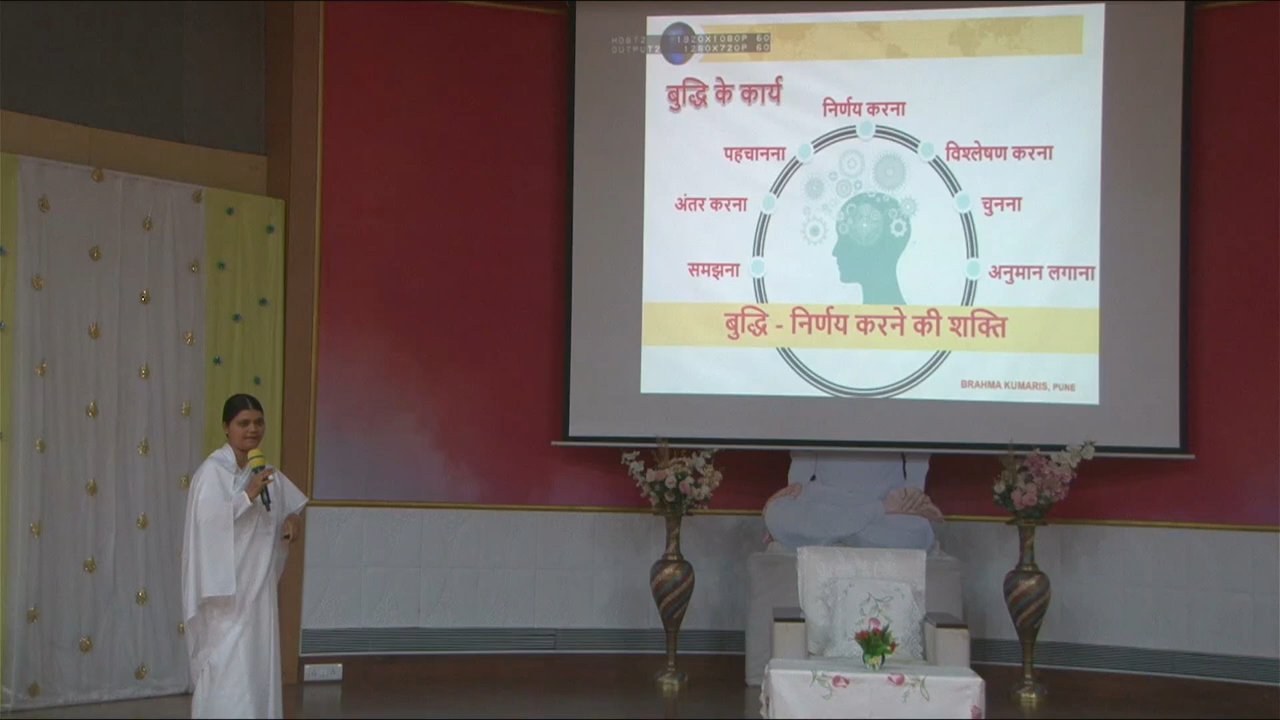 HDBT2 1920X1080P 60
OUTPUT2 1280X720P 60
बुद्धि के कार्य
निर्णय करना
पहचानना
विश्लेषण करना
अंतर करना
चुनना
समझना
अनुमान लगाना
बुद्धि - निर्णय करने की शक्ति
BRAHMA KUMARIS, PUNE